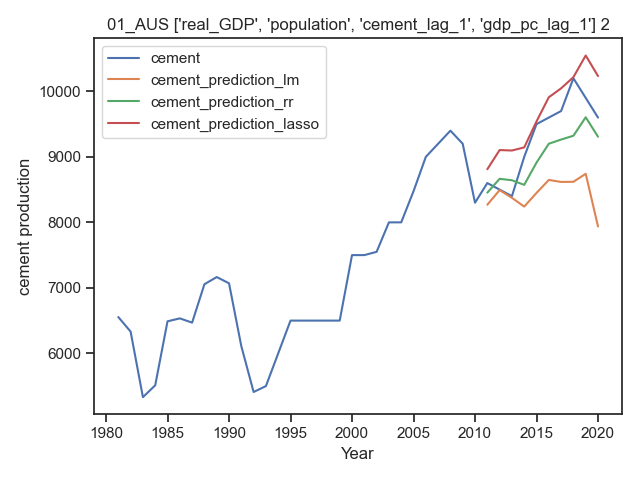 01_AUS ['real_GDP', 'population', 'cement_lag_1', 'gdp_pc_lag_1'] 2
cement
cement_prediction_lm
cement_prediction_rr
cement_prediction_lasso
cement production
10000
9000
8000
7000
6000
1980 1985 1990 1995 2000 2005 2010 2015 2020
Year